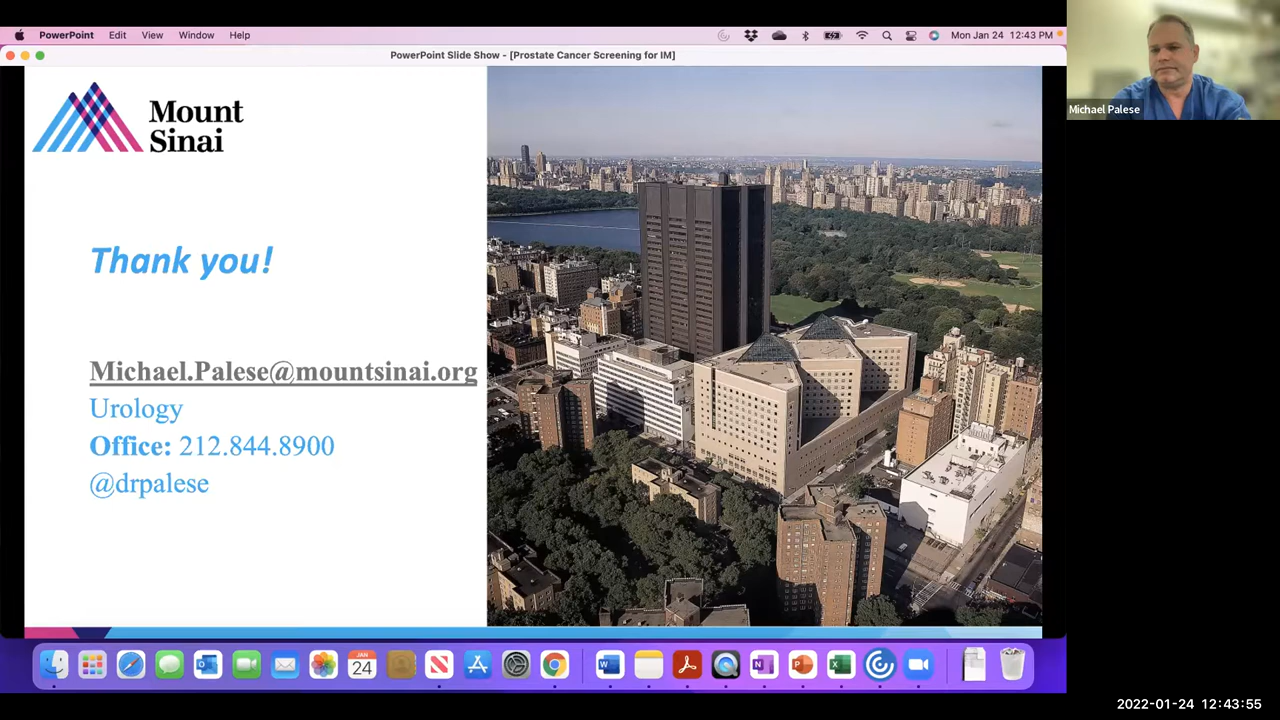 PowerPoint Edit View Window Help
Mon Jan 24 12:43 PM
PowerPoint Slide Show - [Prostate Cancer Screening for IM]
Michael Palese
Mount
Sinai
Thank you!
Michael.Palese@mountsinai.org
Urology
Office: 212.844.8900
@drpalese
JAN
24
2022-01-24 12:43:55